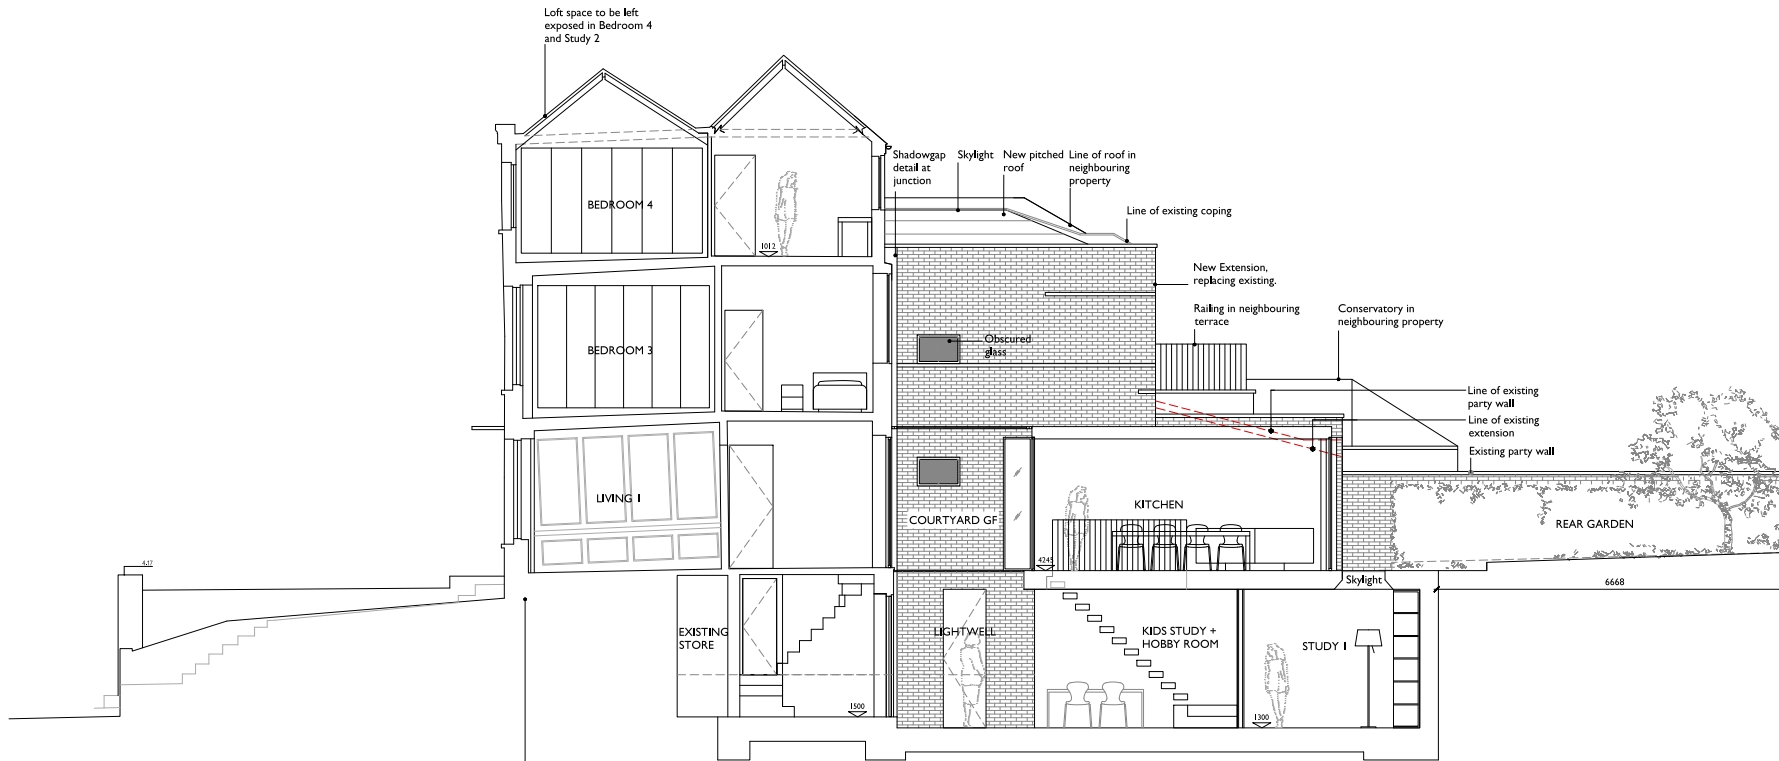 Loft space to be left
exposed in Bedroom 4
and Study 2
Shadowgap
detail at
junction
Skylight
New pitched
roof
Line of roof in
neighbouring
property
Line of existing coping
BEDROOM 4
1012
New Extension,
replacing existing.
Railing in neighbouring
terrace
Conservatory in
neighbouring property
BEDROOM 3
Obscured
glass
Line of existing
party wall
Line of existing
extension
Existing party wall
LIVING 1
COURTYARD GF
KITCHEN
REAR GARDEN
4.17
4245
Skylight
6668
EXISTING
STORE
LIGHTWELL
KIDS STUDY +
HOBBY ROOM
STUDY 1
1500
1300